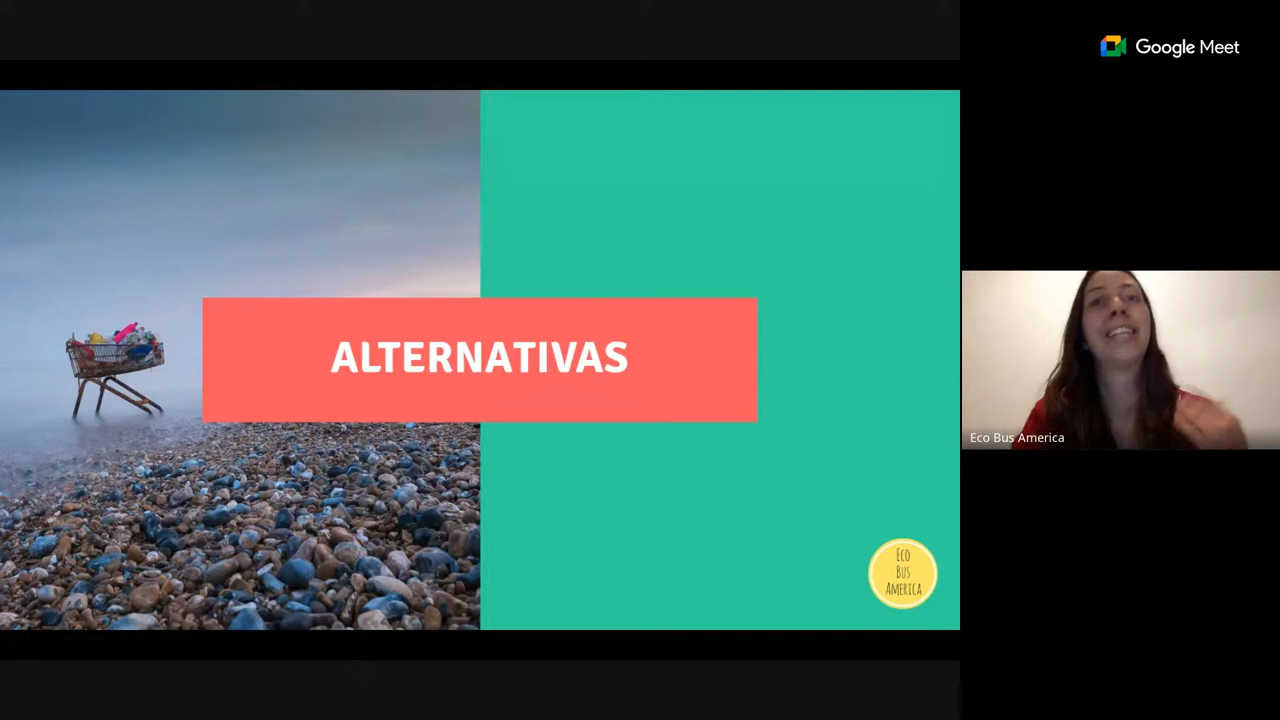 Google Meet
ALTERNATIVAS
Eco Bus America
ECO
BUS
AMERICA